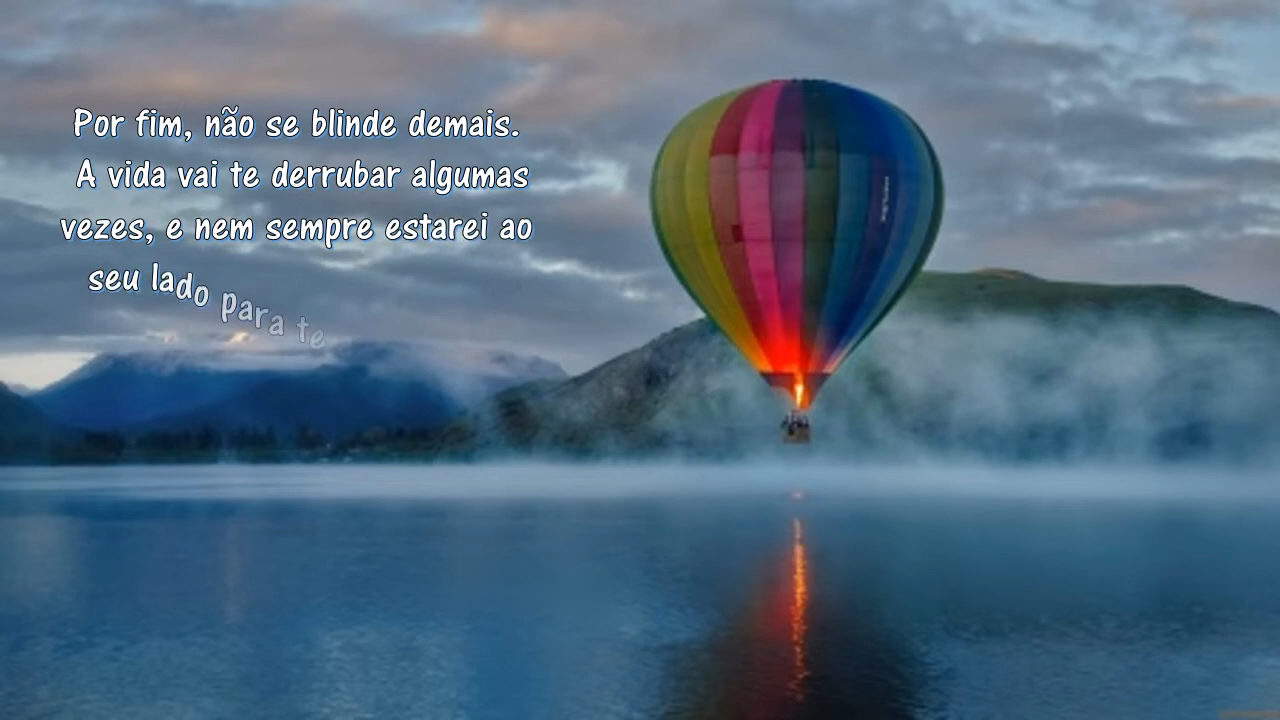 Por fim, não se blinde demais.
A vida vai te derrubar algumas
vezes, e nem sempre estarei ao
seu lado para te